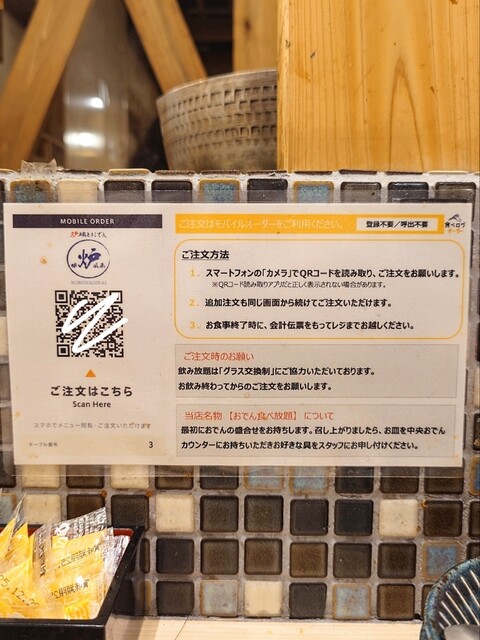 MOBILE ORDER
炉
ご注文はこちら
Scan Here
スマホでメニュー閲覧・ご注文いただけます
テーブル番号
3
ご注文はモバイルオーダーをご利用ください。
登録不要/呼出不要
食べログ
オーダー
ご注文方法
1. スマートフォンの「カメラ」でQRコードを読み取り、ご注文をお願いします。
※QRコード読み取りアプリだと正しく表示されない場合があります。
2. 追加注文も同じ画面から続けてご注文いただけます。
3. お食事終了時に、会計伝票をもってレジまでお越しください。
ご注文時のお願い
飲み放題は「グラス交換制」にご協力いただいております。
お飲み終わってからのご注文をお願いします。
当店名物 【おでん食べ放題】 について
最初におでんの盛合せをお持ちします。召し上がりましたら、お皿を中央おでん
カウンターにお持ちいただきお好きな具をスタッフにお申し付けください。